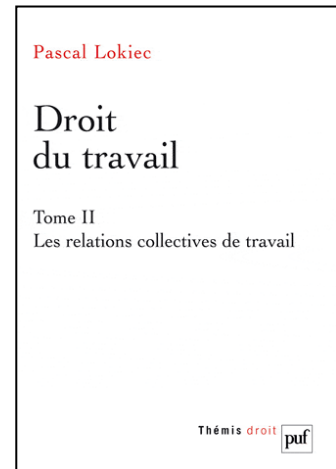 Pascal Lokiec
Droit
du travail
Tome II
Les relations collectives de travail
Thémis droit
puf